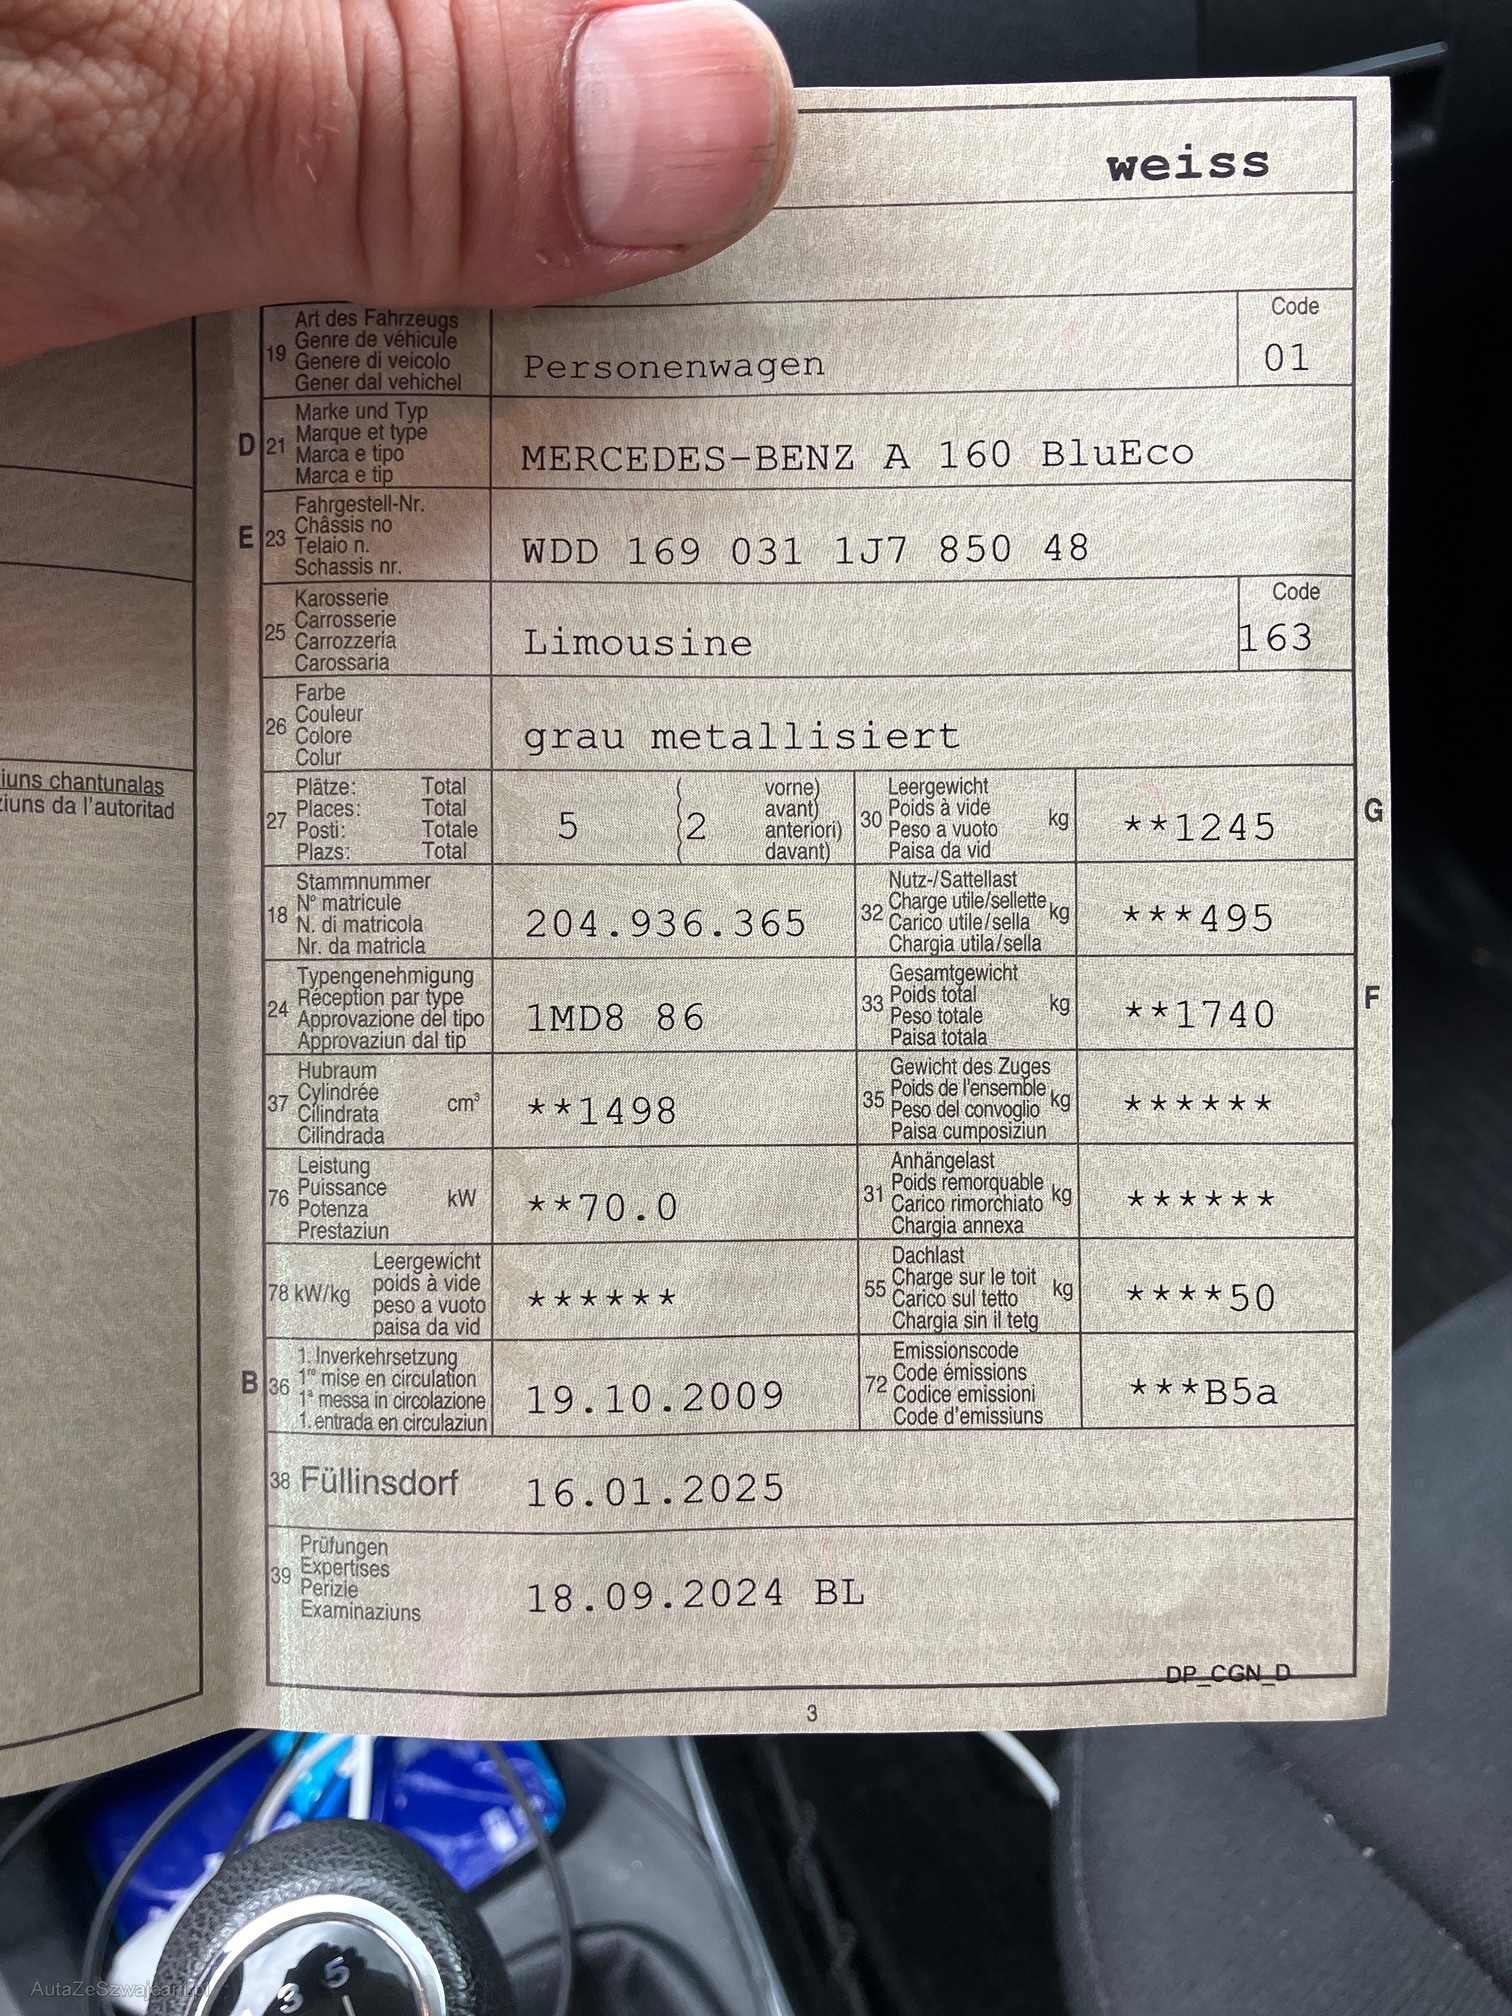 weiss
Code
19 Art des Fahrzeugs
Genre de véhicule
Genere di veicolo
Gener dal vehichel
Personenwagen
01
D 21 Marke und Typ
Marque et type
Marca e tipo
Marca e tip
MERCEDES-BENZ A 160 BluEco
E 23 Fahrgestell-Nr.
Châssis no
Telaio n.
Schassis nr.
WDD 169 031 1J7 850 48
25 Karosserie
Carrosserie
Carrozzeria
Carossaria
Limousine
Code
163
26 Farbe
Couleur
Colore
Colur
grau metallisiert
iuns chantunalas
iuns da l'autoritad
27 Plätze: Total
Places: Total
Posti: Totale
Plazs: Total
5 (2 vorne)
avant)
anteriori)
davant)
30 Leergewicht
Poids à vide
Peso a vuoto
Paisa da vid
kg
**1245
G
18 Stammnummer
N° matricule
N. di matricola
Nr. da matricla
204.936.365
32 Nutz-/Sattellast
Charge utile/sellette
Carico utile/sella
Chargia utila/sella
kg
***495
24 Typengenehmigung
Réception par type
Approvazione del tipo
Approvaziun dal tip
1MD8 86
33 Gesamtgewicht
Poids total
Peso totale
Paisa totala
kg
**1740
F
37 Hubraum
Cylindrée
Cilindrata
Cilindrada
cm³
**1498
35 Gewicht des Zuges
Poids de l'ensemble
Peso del convoglio
Paisa cumposiziun
kg
******
76 Leistung
Puissance
Potenza
Prestaziun
kW
**70.0
31 Anhängelast
Poids remorquable
Carico rimorchiato
Chargia annexa
kg
******
78 kW/kg
Leergewicht
poids à vide
peso a vuoto
paisa da vid
******
55 Dachlast
Charge sur le toit
Carico sul tetto
Chargia sin il tetg
kg
****50
B 36 1. Inverkehrsetzung
1re mise en circulation
1a messa in circolazione
1. entrada en circulaziun
19.10.2009
72 Emissionscode
Code émissions
Codice emissioni
Code d'emissiuns
***B5a
38 Füllinsdorf
16.01.2025
39 Prüfungen
Expertises
Perizie
Examinaziuns
18.09.2024 BL
DP_CGN_D
3
3 5
AutaZeSzwajcarii.pl